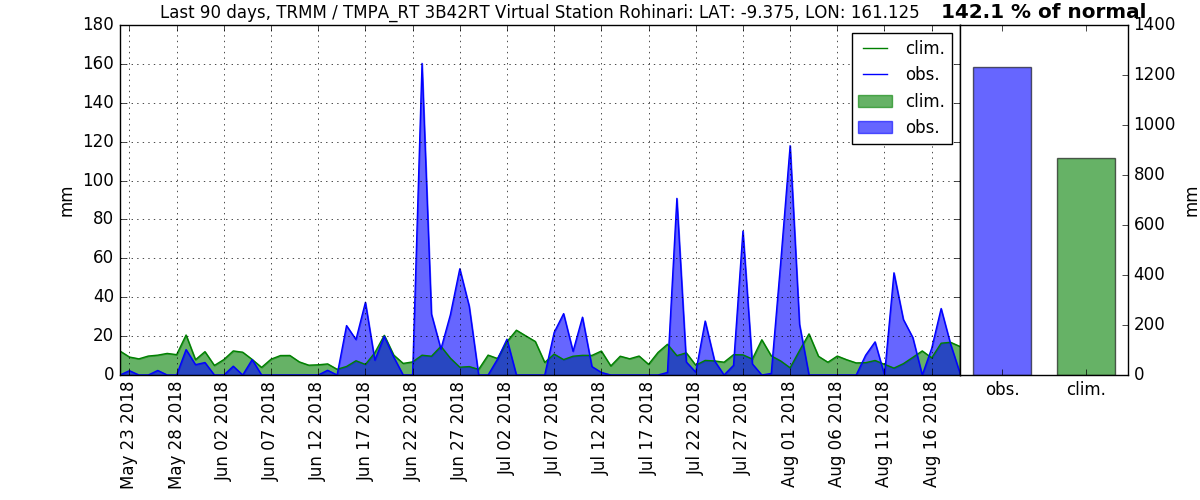 Last 90 days, TRMM / TMPA_RT 3B42RT Virtual Station Rohinari: LAT: -9.375, LON: 161.125
142.1 % of normal
180
160
140
120
100
80
60
40
20
0
mm
clim.
obs.
clim.
obs.
1400
1200
1000
800
600
400
200
0
mm
May 23 2018
May 28 2018
Jun 02 2018
Jun 07 2018
Jun 12 2018
Jun 17 2018
Jun 22 2018
Jun 27 2018
Jul 02 2018
Jul 07 2018
Jul 12 2018
Jul 17 2018
Jul 22 2018
Jul 27 2018
Aug 01 2018
Aug 06 2018
Aug 11 2018
Aug 16 2018
obs.
clim.